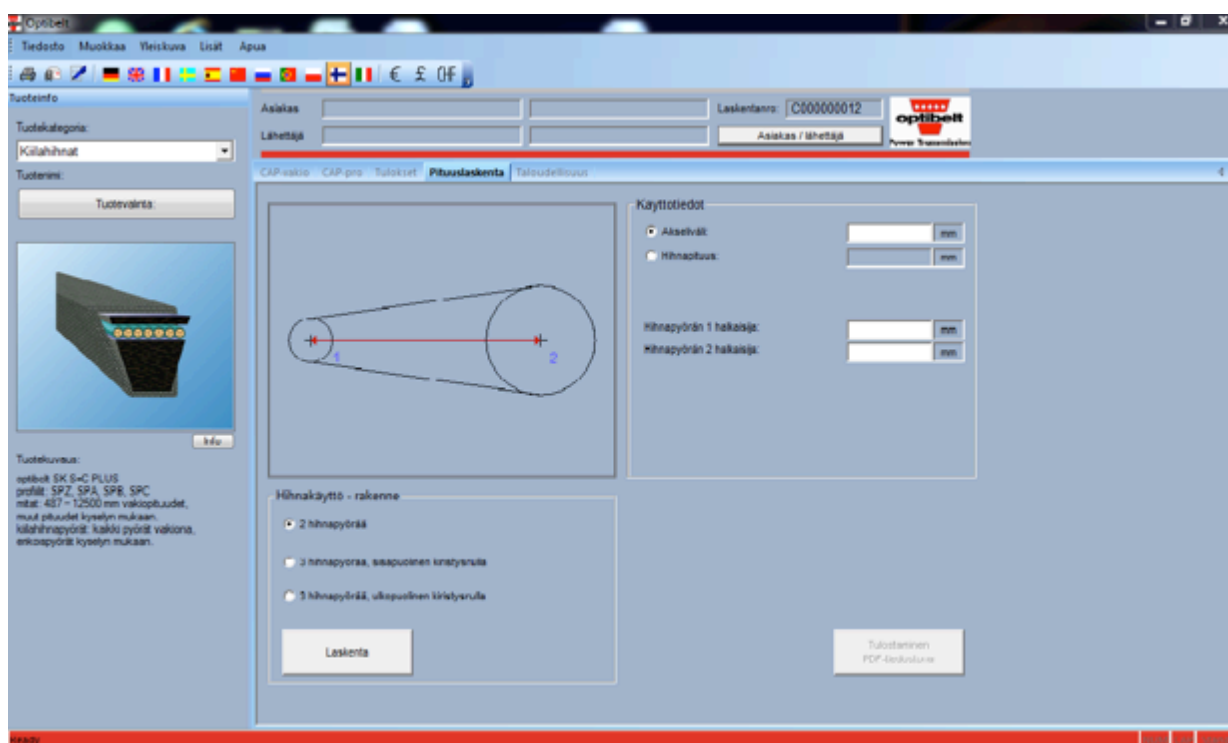 Optibelt
Tiedosto Muokkaa Yleiskuva Lisät Apua
€ £
Tuoteinfo
Tuotekategoria:
Kiilahihnat
Tuotenimi:
Tuotevalinta:
Info
Tuotekuvaus:
optibelt SK S=C PLUS
profiilit: SPZ, SPA, SPB, SPC
mitat: 487 – 12500 mm vakiopituudet,
muut pituudet kyselyn mukaan.
kiilahihnapyörät: kaikki pyörät vakiona,
erikoispyörät kyselyn mukaan.
Asiakas
Laskentanro: C000000012
Lähettäjä
Asiakas / lähettäjä
optibelt
Power Transmission
CAP-vakio CAP-pro Tulokset Pituuslaskenta Taloudellisuus
1
2
Käyttötiedot
Akseliväli: mm
Hihnapituus: mm
Hihnapyörän 1 halkaisija: mm
Hihnapyörän 2 halkaisija: mm
Hihnakäyttö - rakenne
2 hihnapyörää
3 hihnapyörää, sisäpuolinen kiristysrulla
3 hihnapyörää, ulkopuolinen kiristysrulla
Laskenta
Tulostaminen
PDF-tiedostona
Ready